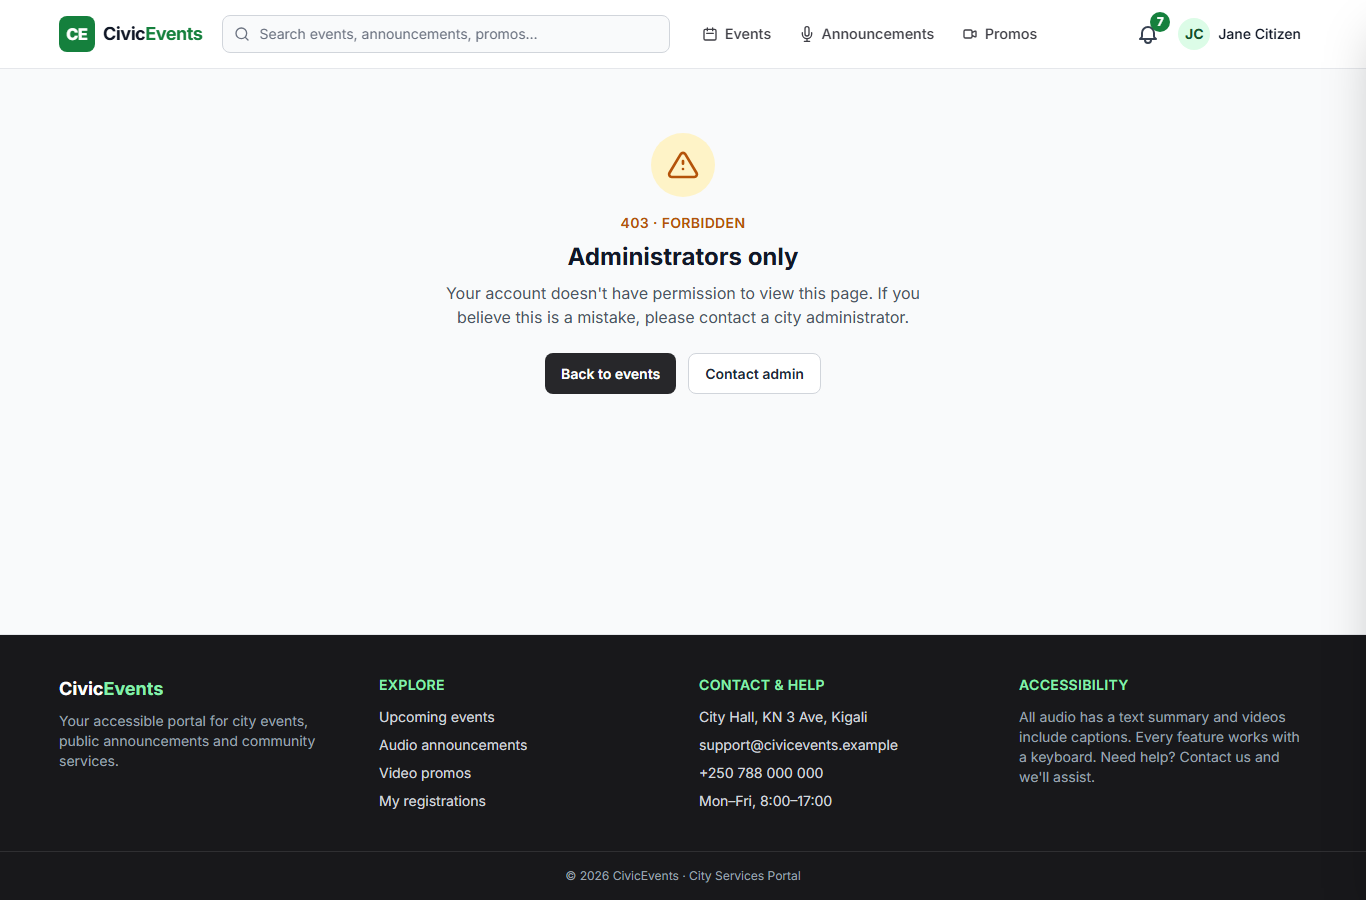 CE CivicEvents
Search events, announcements, promos...
Events
Announcements
Promos
7
JC Jane Citizen
403 · FORBIDDEN
Administrators only
Your account doesn't have permission to view this page. If you
believe this is a mistake, please contact a city administrator.
Back to events
Contact admin
CivicEvents
Your accessible portal for city events,
public announcements and community
services.
EXPLORE
Upcoming events
Audio announcements
Video promos
My registrations
CONTACT & HELP
City Hall, KN 3 Ave, Kigali
support@civicevents.example
+250 788 000 000
Mon–Fri, 8:00–17:00
ACCESSIBILITY
All audio has a text summary and videos
include captions. Every feature works with
a keyboard. Need help? Contact us and
we'll assist.
© 2026 CivicEvents · City Services Portal